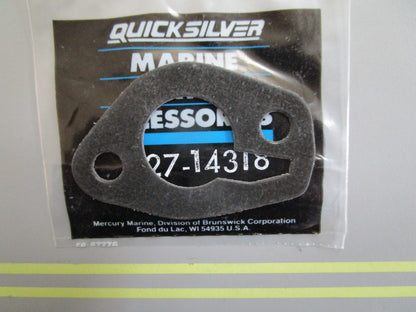 QUICKSILVER
MARINE
27-14318
Mercury Marine, Division of Brunswick Corporation
Fond du Lac, WI 54935 U.S.A.